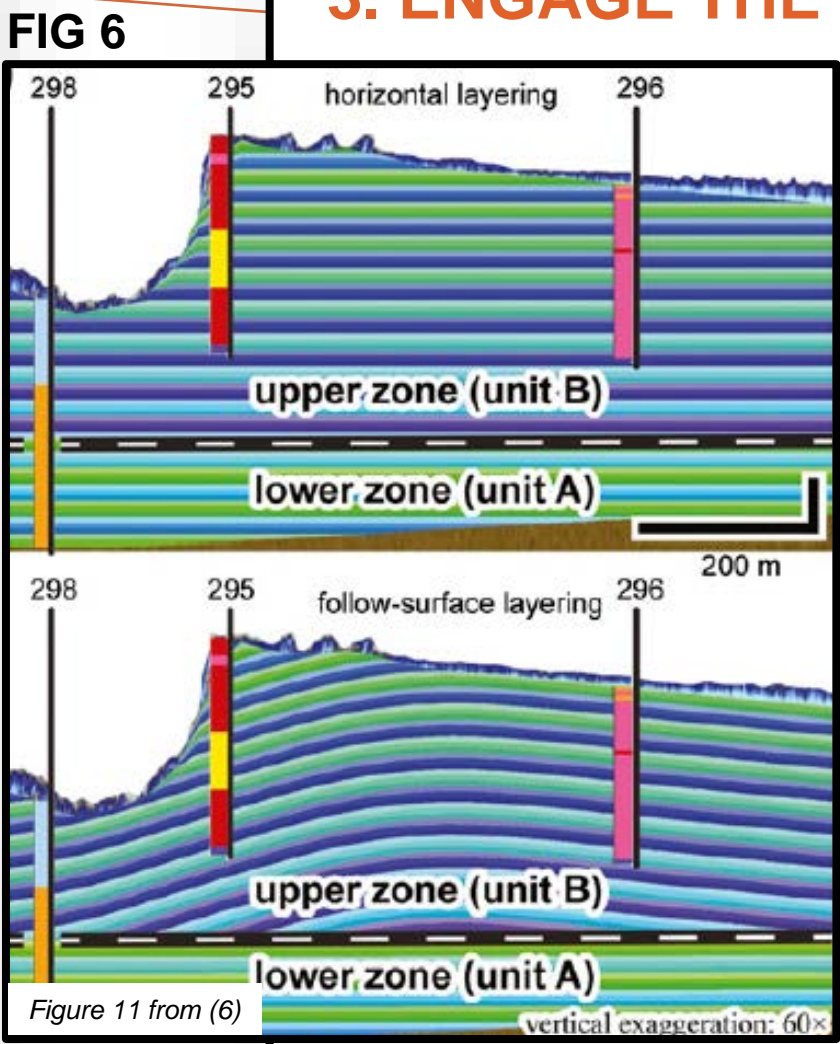 3. ENGAGE THE
FIG 6
298 295 horizontal layering 296
upper zone (unit B)
lower zone (unit A)
200 m
298 295 follow-surface layering 296
upper zone (unit B)
lower zone (unit A)
Figure 11 from (6)
vertical exaggeration: 60×